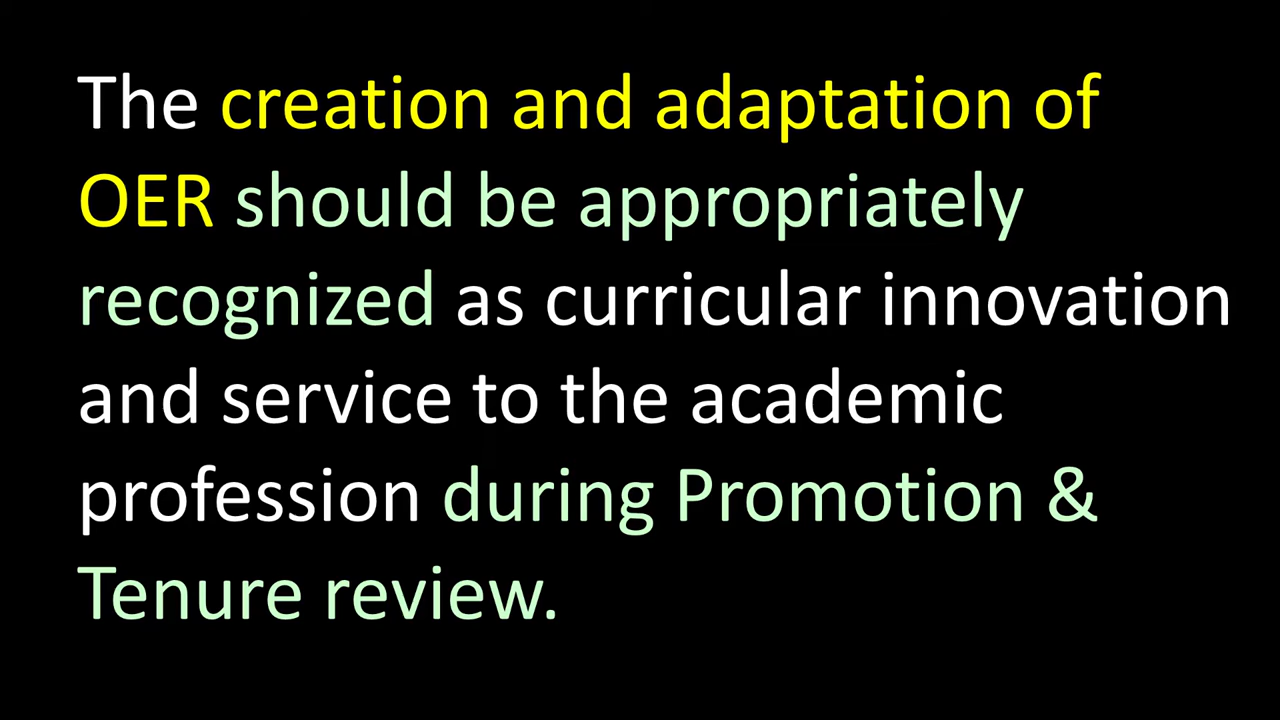 The creation and adaptation of
OER should be appropriately
recognized as curricular innovation
and service to the academic
profession during Promotion &
Tenure review.